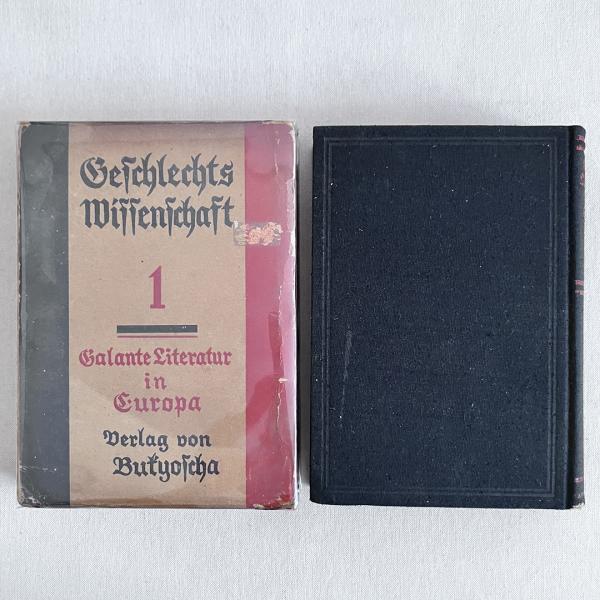 Geschlechts
Wissenschaft
1
Galante Literatur
in
Europa
Verlag von
Bukyoscha